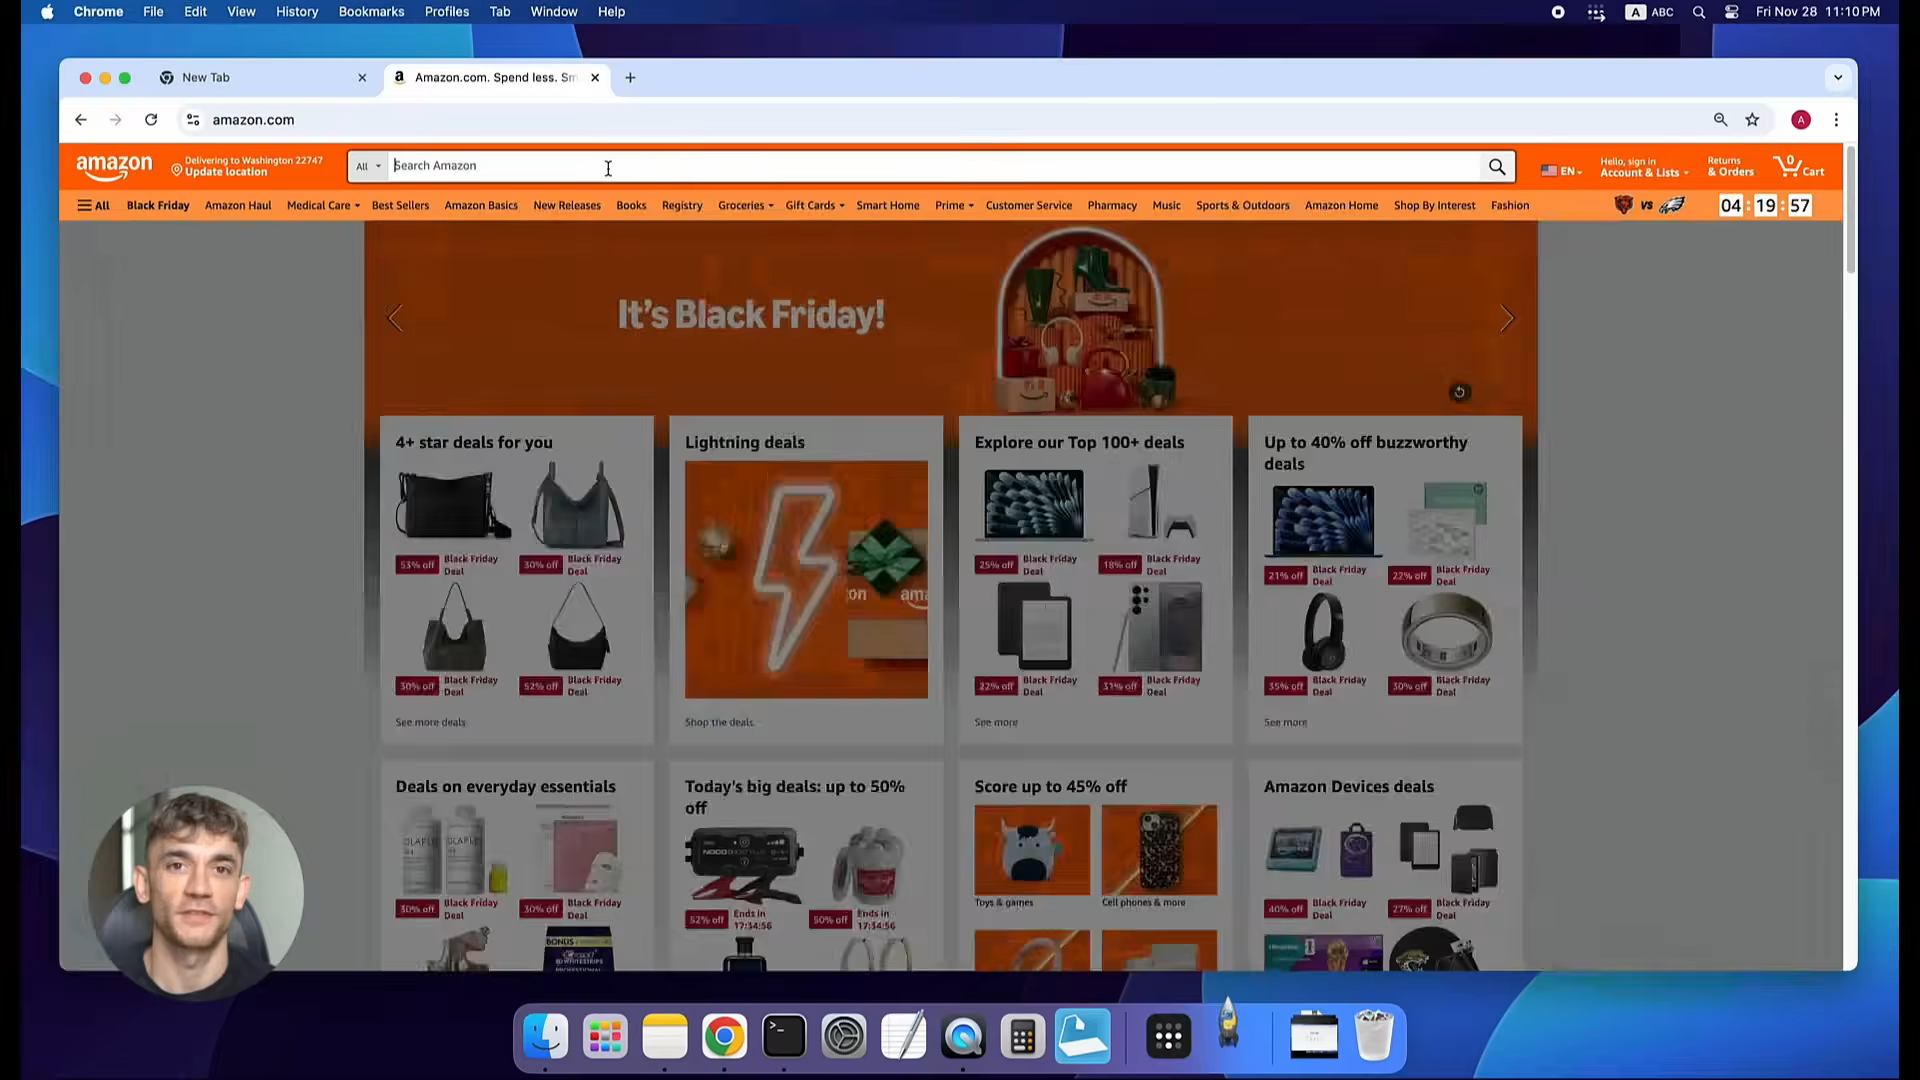 Chrome File Edit View History Bookmarks Profiles Tab Window Help
A ABC Fri Nov 28 11:10 PM
New Tab
Amazon.com. Spend less. Sm
amazon.com
A
amazon
Delivering to Washington 22747
Update location
All
Search Amazon
EN
Hello, sign in
Account & Lists
Returns
& Orders
0
Cart
All Black Friday Amazon Haul Medical Care Best Sellers Amazon Basics New Releases Books Registry Groceries Gift Cards Smart Home Prime Customer Service Pharmacy Music Sports & Outdoors Amazon Home Shop By Interest Fashion
VS
04 : 19 : 57
It's Black Friday!
4+ star deals for you
53% off Black Friday Deal
30% off Black Friday Deal
30% off Black Friday Deal
52% off Black Friday Deal
See more deals
Lightning deals
on
ama
Shop the deals
Explore our Top 100+ deals
25% off Black Friday Deal
18% off Black Friday Deal
22% off Black Friday Deal
31% off Black Friday Deal
See more
Up to 40% off buzzworthy
deals
21% off Black Friday Deal
22% off Black Friday Deal
35% off Black Friday Deal
30% off Black Friday Deal
See more
Deals on everyday essentials
OLAPLE
OLAPLE
30% off Black Friday Deal
30% off Black Friday Deal
BONUS
WHITESTRIPS
PROFESSIONAL
Today's big deals: up to 50%
off
NOCO
52% off Ends in 17:34:56
50% off Ends in 17:34:56
Score up to 45% off
Toys & games
Cell phones & more
Amazon Devices deals
40% off Black Friday Deal
27% off Black Friday Deal